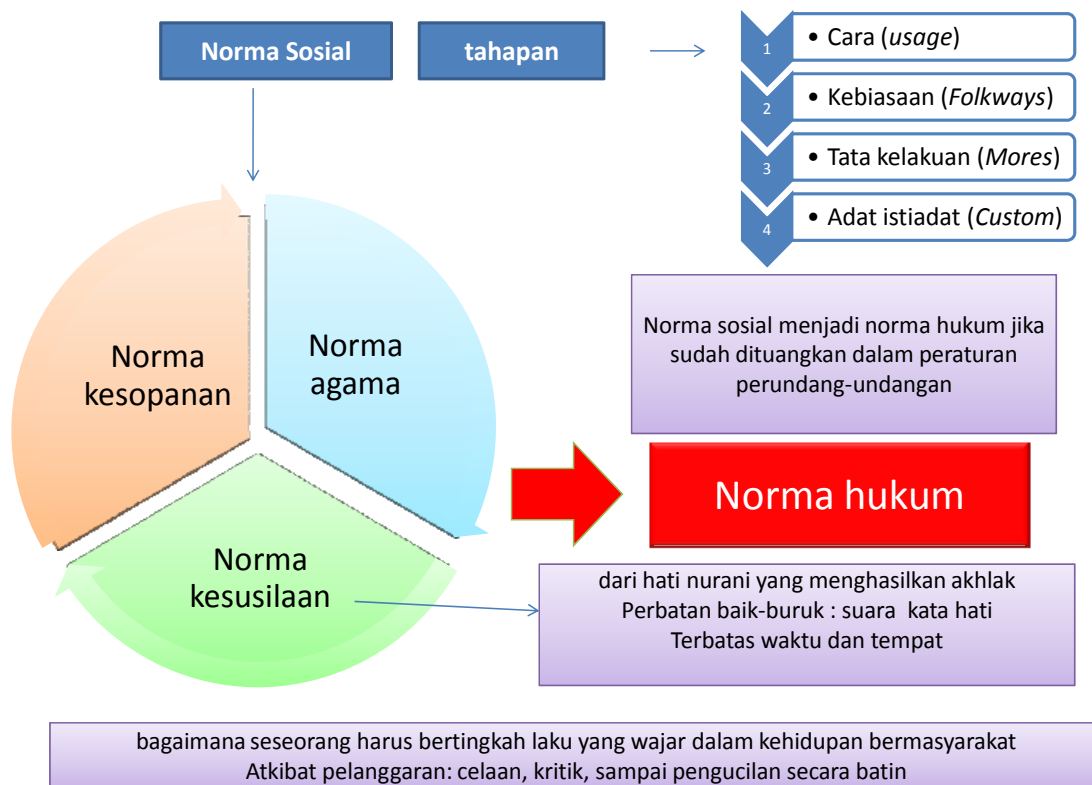 Norma Sosial
tahapan
1
• Cara (usage)
2
• Kebiasaan (Folkways)
3
• Tata kelakuan (Mores)
4
• Adat istiadat (Custom)
Norma sosial menjadi norma hukum jika
sudah dituangkan dalam peraturan
perundang-undangan
Norma
kesopanan
Norma
agama
Norma hukum
Norma
kesusilaan
dari hati nurani yang menghasilkan akhlak
Perbatan baik-buruk : suara kata hati
Terbatas waktu dan tempat
bagaimana seseorang harus bertingkah laku yang wajar dalam kehidupan bermasyarakat
Atkibat pelanggaran: celaan, kritik, sampai pengucilan secara batin